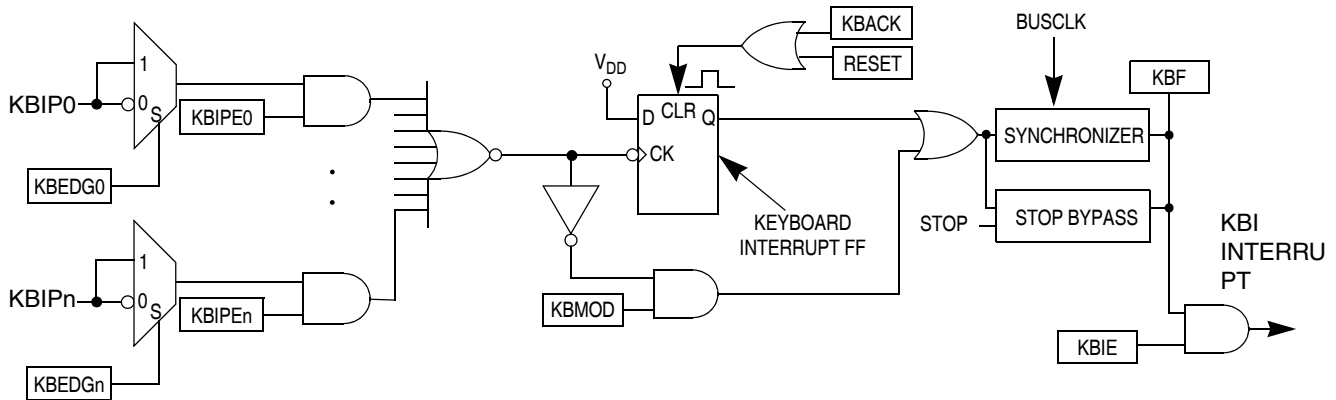 KBIP0
1
0
S
KBIPE0
KBEDG0
KBIPn
1
0
S
KBIPEn
KBEDGn
VDD
D CLR Q
CK
KBACK
RESET
KEYBOARD
INTERRUPT FF
KBMOD
BUSCLK
SYNCHRONIZER
KBF
STOP
STOP BYPASS
KBI
INTERRU
PT
KBIE